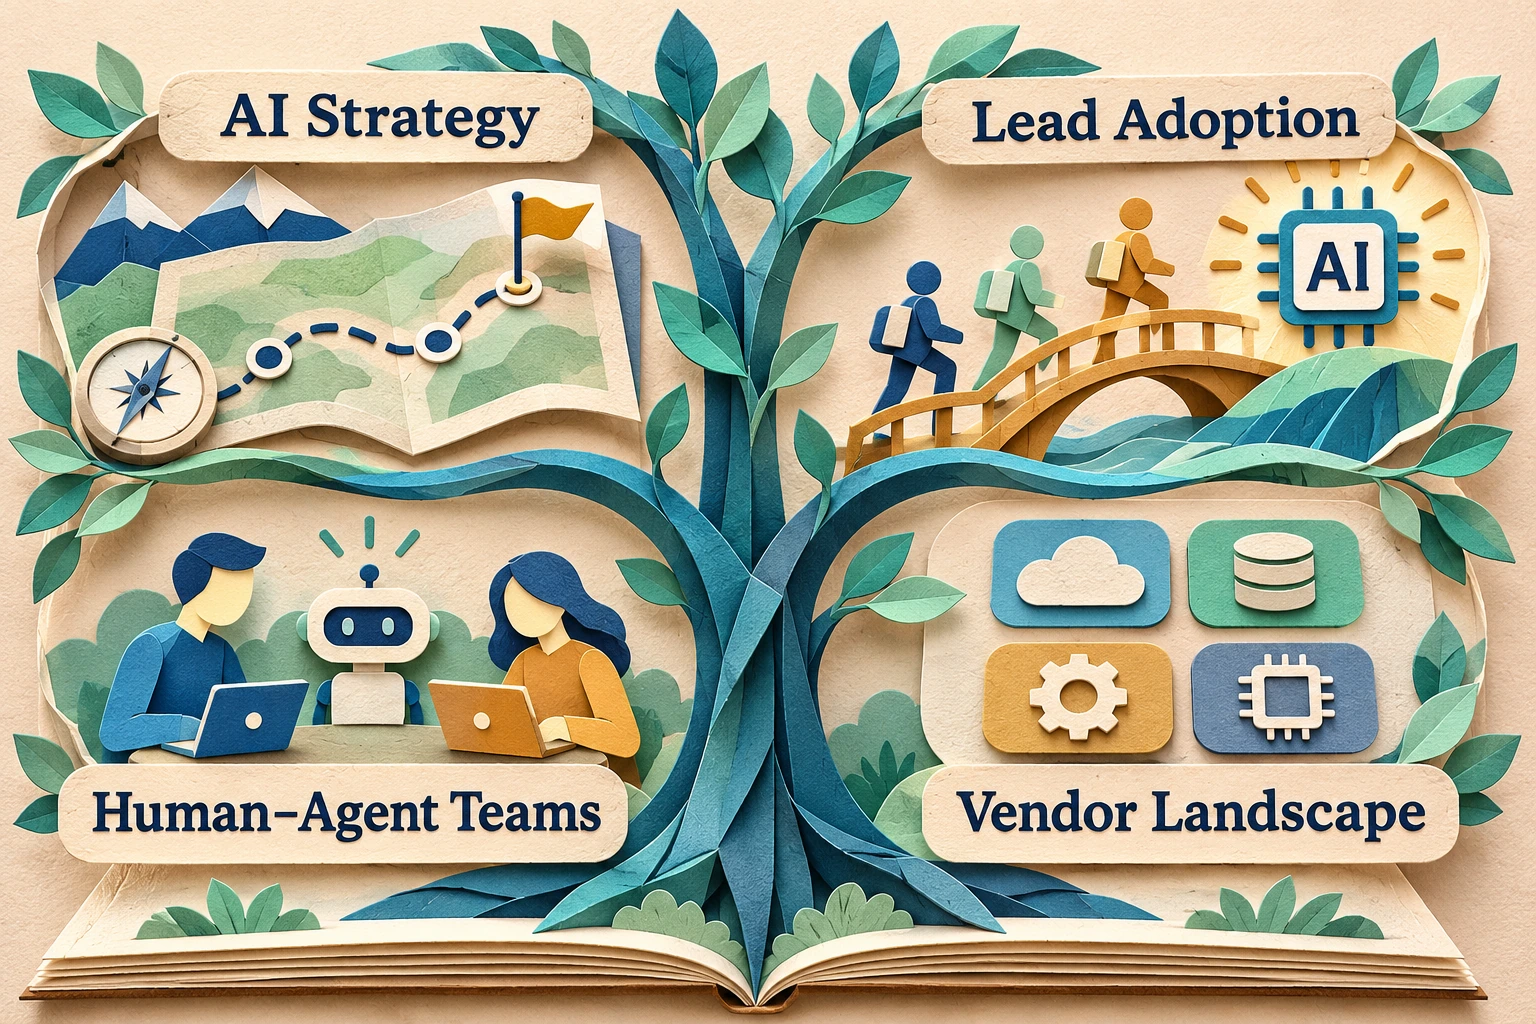 AI Strategy
Lead Adoption
AI
Human-Agent Teams
Vendor Landscape